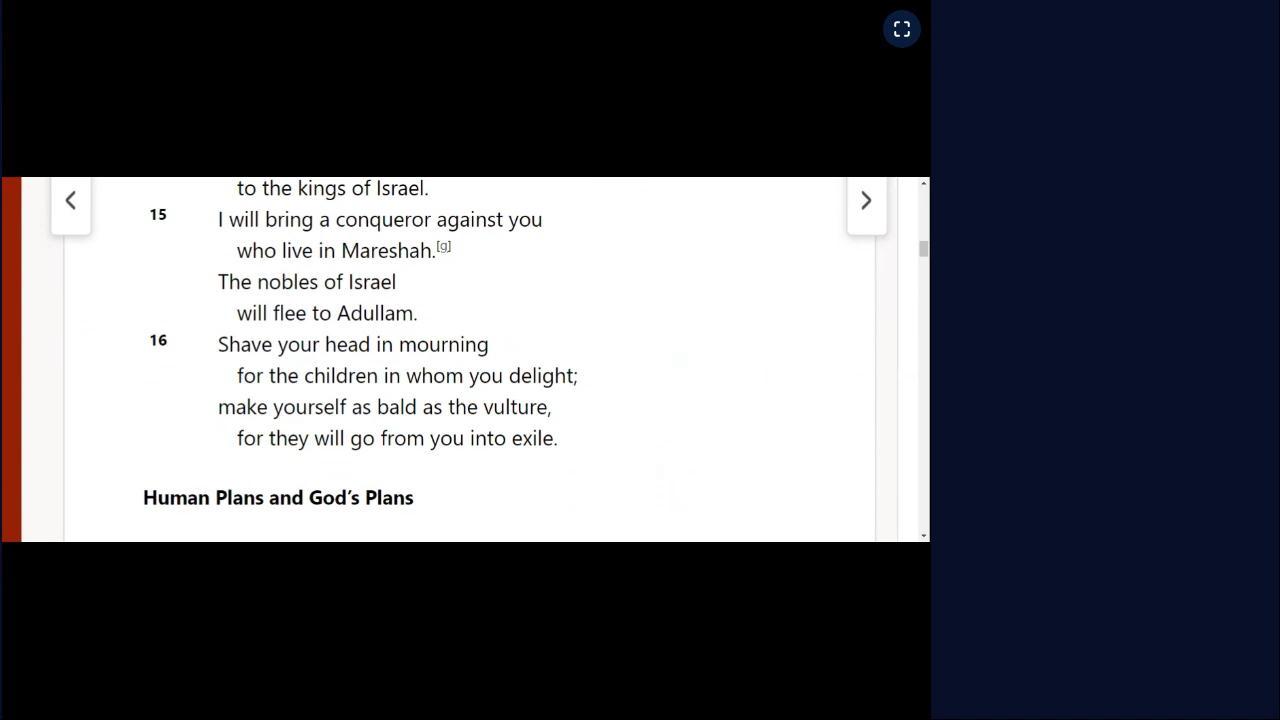 to the kings of Israel.
15 I will bring a conqueror against you
who live in Mareshah.[g]
The nobles of Israel
will flee to Adullam.
16 Shave your head in mourning
for the children in whom you delight;
make yourself as bald as the vulture,
for they will go from you into exile.
Human Plans and God’s Plans